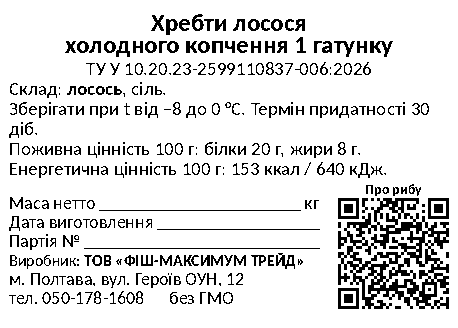 Хребти лосося
холодного копчення 1 гатунку
ТУ У 10.20.23-2599110837-006:2026
Склад: лосось, сіль.
Зберігати при t від −8 до 0 °С. Термін придатності 30
діб.
Поживна цінність 100 г: білки 20 г, жири 8 г.
Енергетична цінність 100 г: 153 ккал / 640 кДж.
Про рибу
Маса нетто ________________________ кг
Дата виготовлення ___________________
Партія № ____________________________
Виробник: ТОВ «ФІШ-МАКСИМУМ ТРЕЙД»
м. Полтава, вул. Героїв ОУН, 12
тел. 050-178-1608 без ГМО